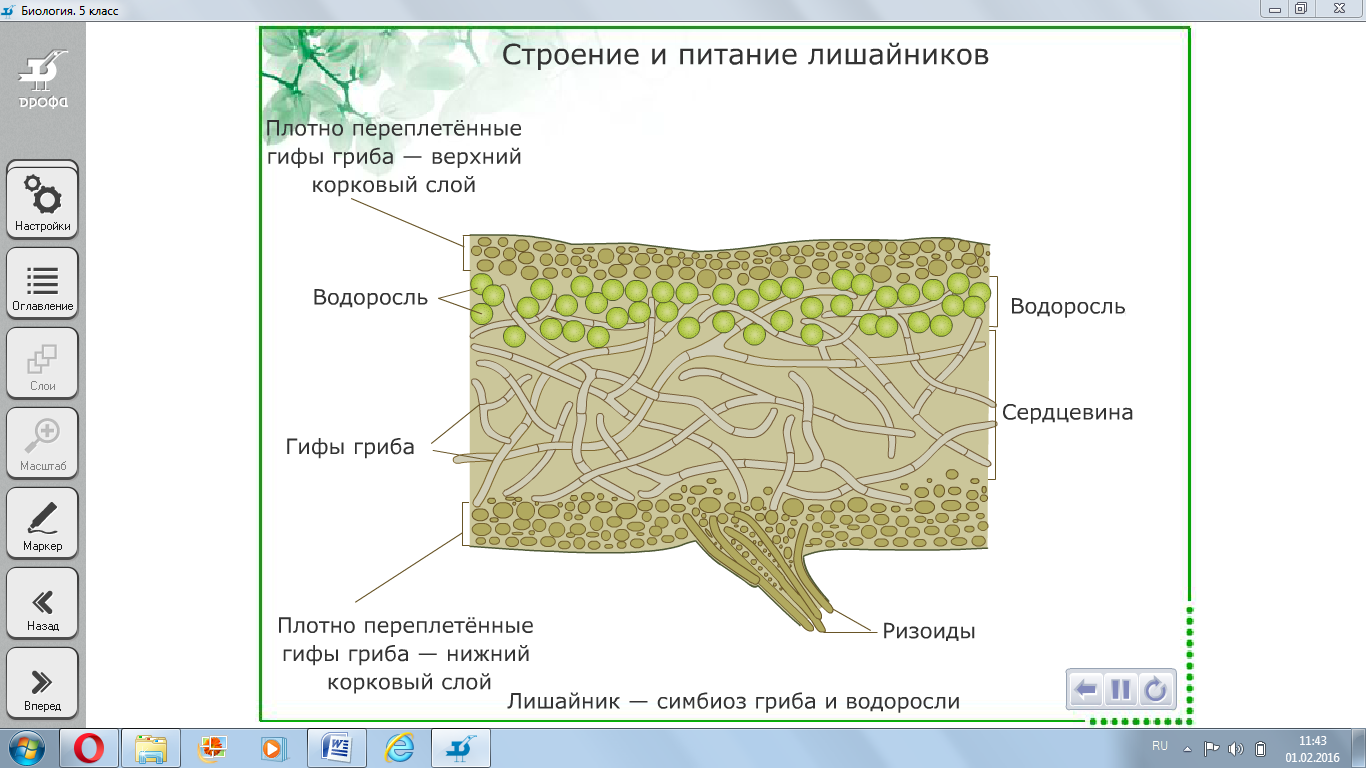 Биология. 5 класс
дрофа
Настройки
Оглавление
Слои
Масштаб
Маркер
Назад
Вперед
Строение и питание лишайников
Плотно переплетённые
гифы гриба — верхний
корковый слой
Водоросль
Водоросль
Сердцевина
Гифы гриба
Плотно переплетённые
гифы гриба — нижний
корковый слой
Ризоиды
Лишайник — симбиоз гриба и водоросли
RU
11:43
01.02.2016